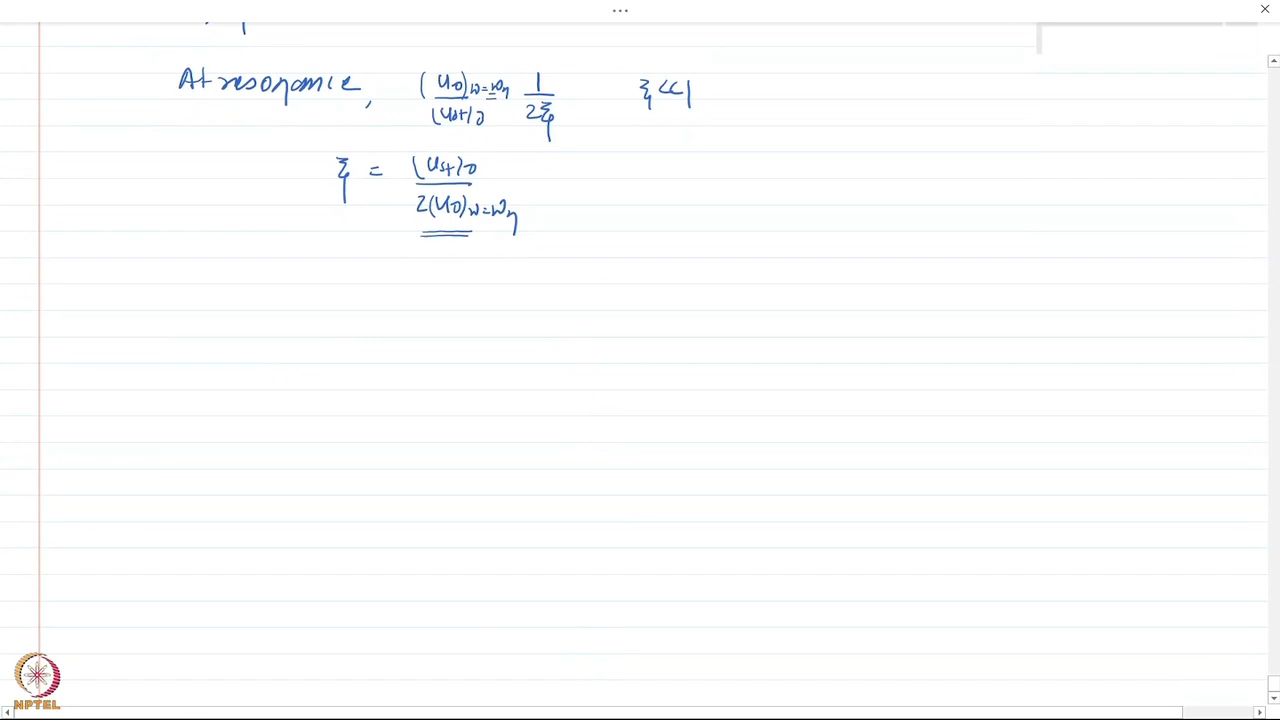 At resonance, (u₀)ω=ωₙ / (ust)₀ = 1 / 2ξ ξ << 1
ξ = (ust)₀ / 2(u₀)ω=ωₙ
NPTEL